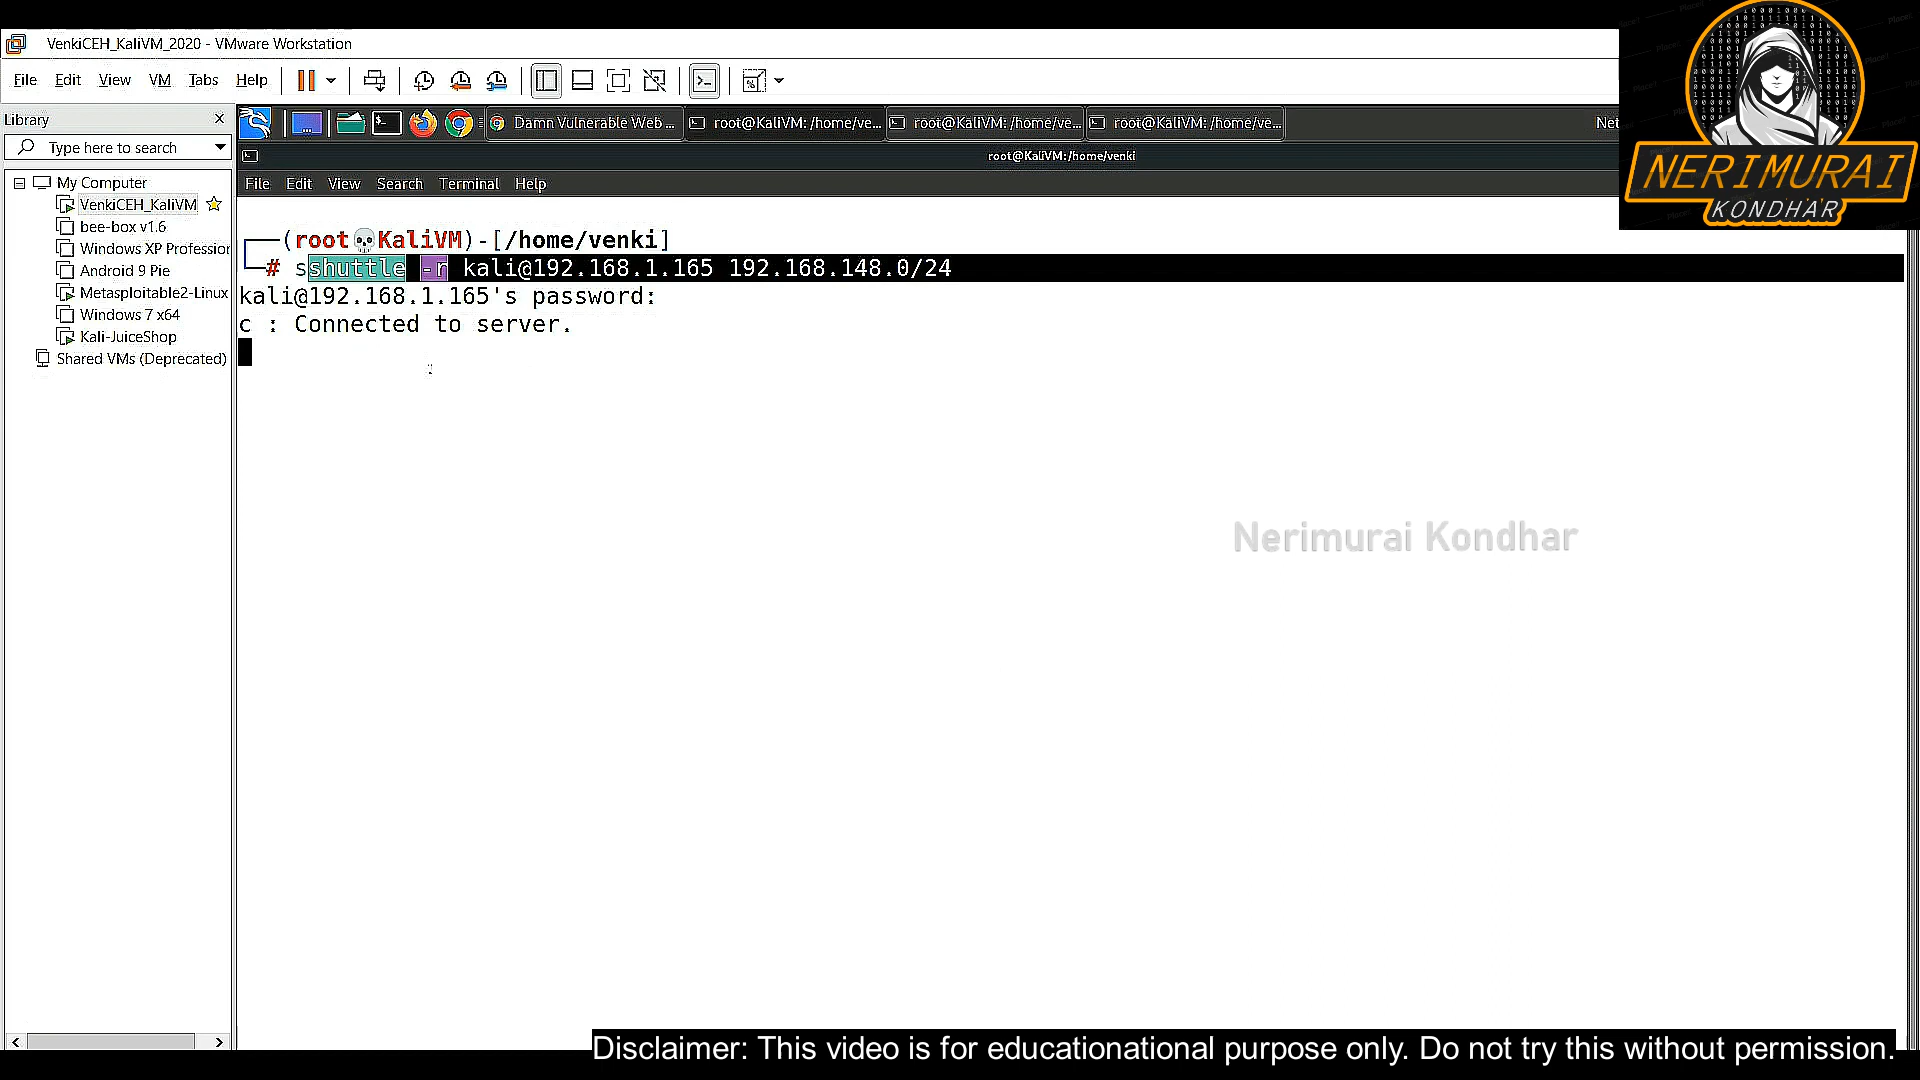 VenkiCEH_KaliVM_2020 - VMware Workstation
File Edit View VM Tabs Help
NERIMURAI
KONDHAR
Library
Type here to search
My Computer
VenkiCEH_KaliVM
bee-box v1.6
Windows XP Profession
Android 9 Pie
Metasploitable2-Linux
Windows 7 x64
Kali-JuiceShop
Shared VMs (Deprecated)
Damn Vulnerable Web ... root@KaliVM: /home/ve... root@KaliVM: /home/ve... root@KaliVM: /home/ve... Net
root@KaliVM: /home/venki
File Edit View Search Terminal Help
(root💀KaliVM)-[/home/venki]
# sshuttle -r kali@192.168.1.165 192.168.148.0/24
kali@192.168.1.165's password:
c : Connected to server.
Nerimurai Kondhar
Disclaimer: This video is for educationational purpose only. Do not try this without permission.